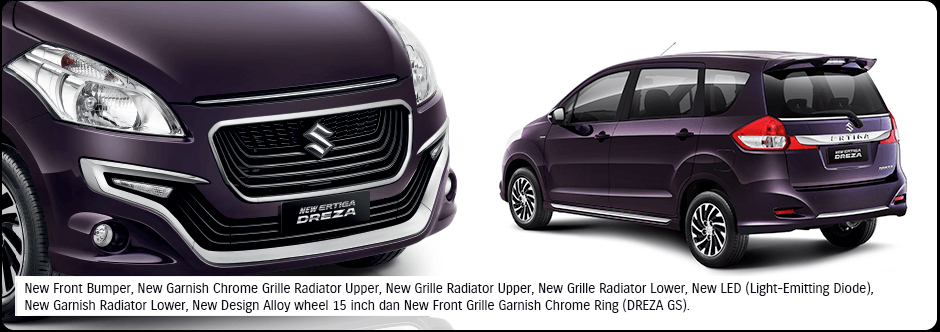 NEW ERTIGA
DREZA
ERTIGA
NEW ERTIGA
DREZA
New Front Bumper, New Garnish Chrome Grille Radiator Upper, New Grille Radiator Upper, New Grille Radiator Lower, New LED (Light-Emitting Diode),
New Garnish Radiator Lower, New Design Alloy wheel 15 inch dan New Front Grille Garnish Chrome Ring (DREZA GS).